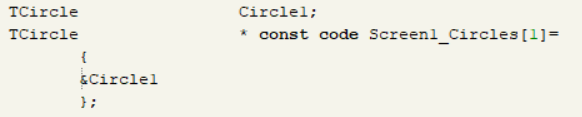 TCircle                Circle1;
TCircle                * const code Screen1_Circles[1]=
         {
         &Circle1
         };